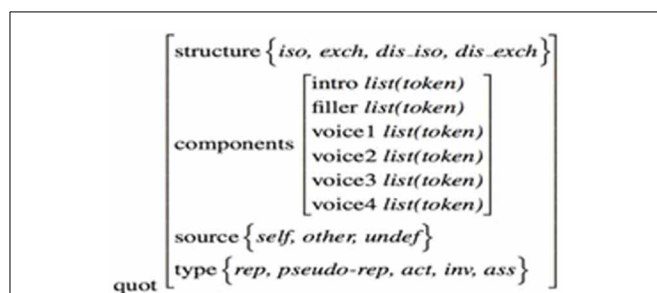 structure {iso, exch, dis_iso, dis_exch}
intro list(token)
filler list(token)
voice1 list(token)
components voice2 list(token)
voice3 list(token)
voice4 list(token)
source {self, other, undef}
quot type {rep, pseudo-rep, act, inv, ass}